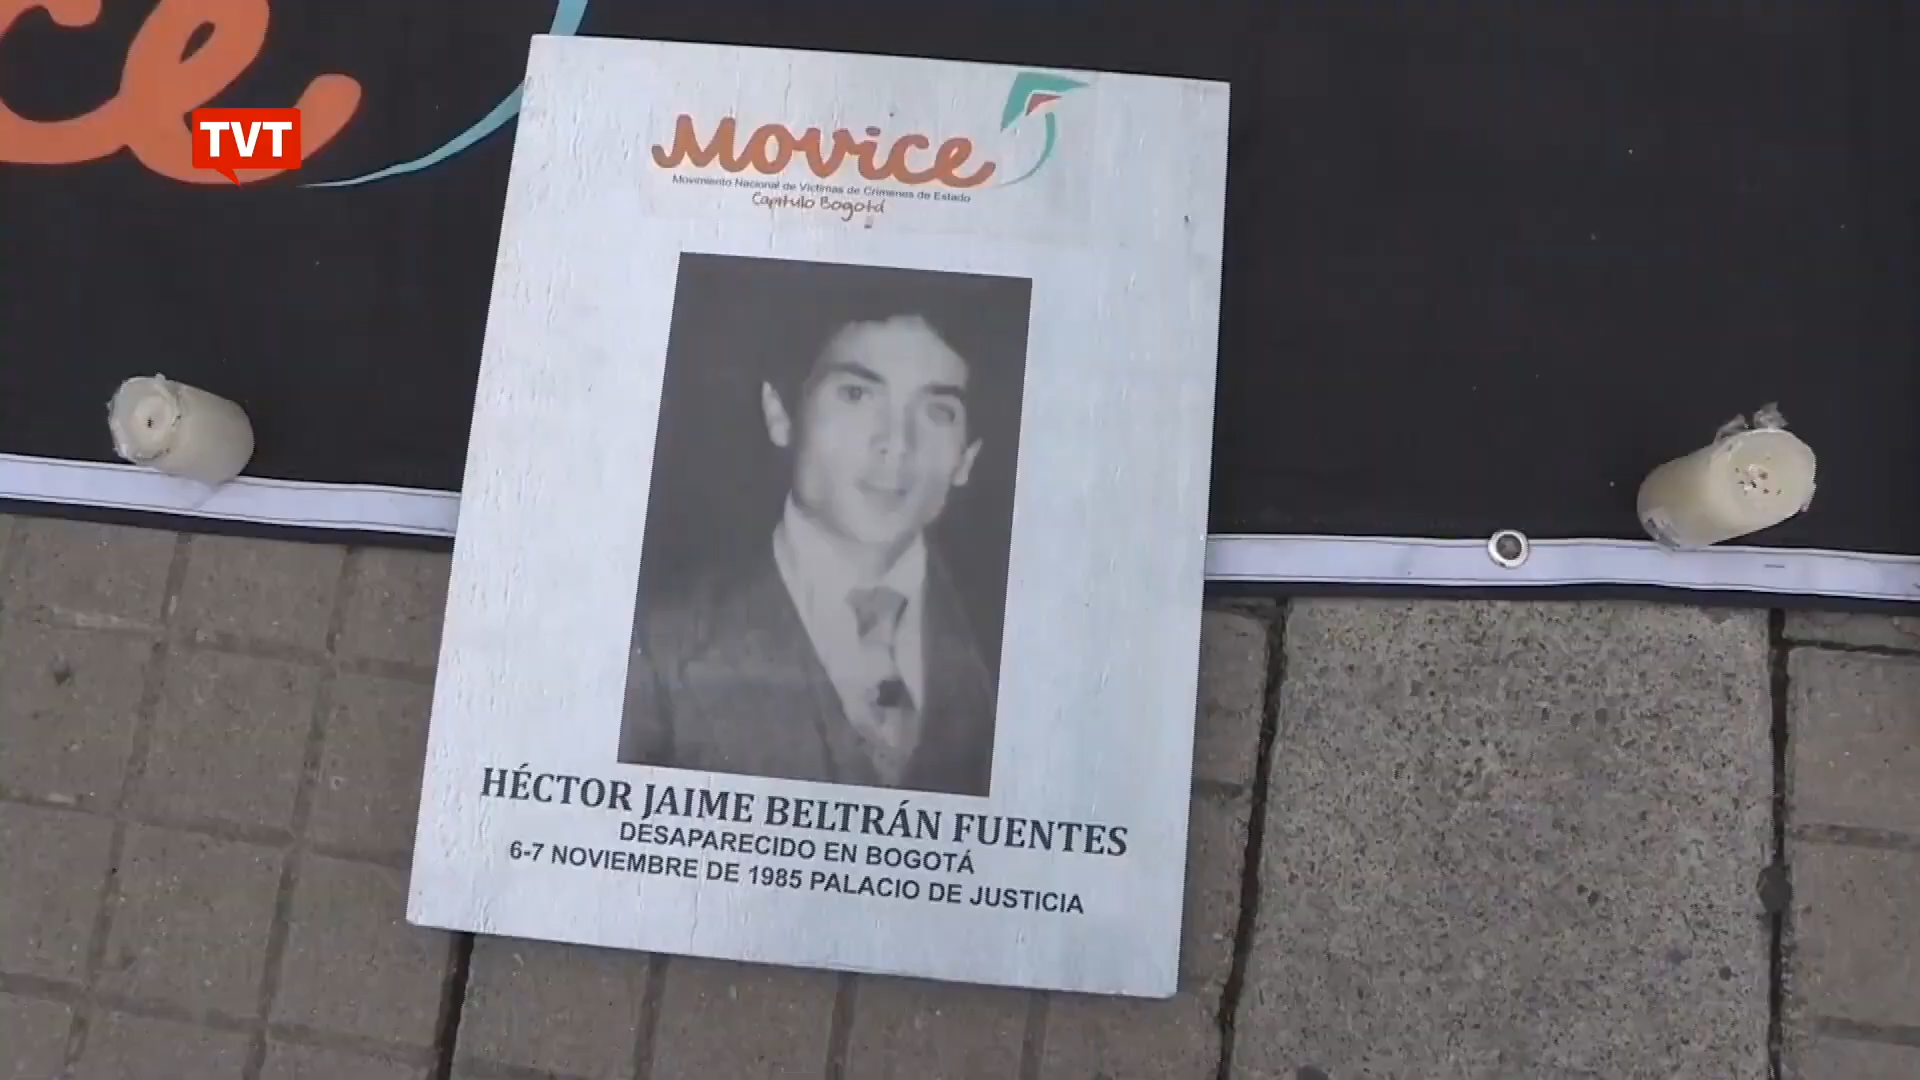 ce
TVT
Movice
Movimiento Nacional de Víctimas de Crímenes de Estado
Capítulo Bogotá
HÉCTOR JAIME BELTRÁN FUENTES
DESAPARECIDO EN BOGOTÁ
6-7 NOVIEMBRE DE 1985 PALACIO DE JUSTICIA